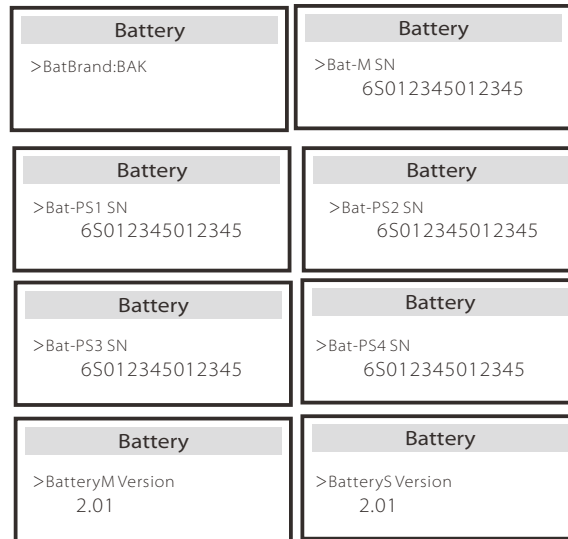 Battery
>BatBrand:BAK
Battery
>Bat-M SN
6S012345012345
Battery
>Bat-PS1 SN
6S012345012345
Battery
>Bat-PS2 SN
6S012345012345
Battery
>Bat-PS3 SN
6S012345012345
Battery
>Bat-PS4 SN
6S012345012345
Battery
>BatteryM Version
2.01
Battery
>BatteryS Version
2.01